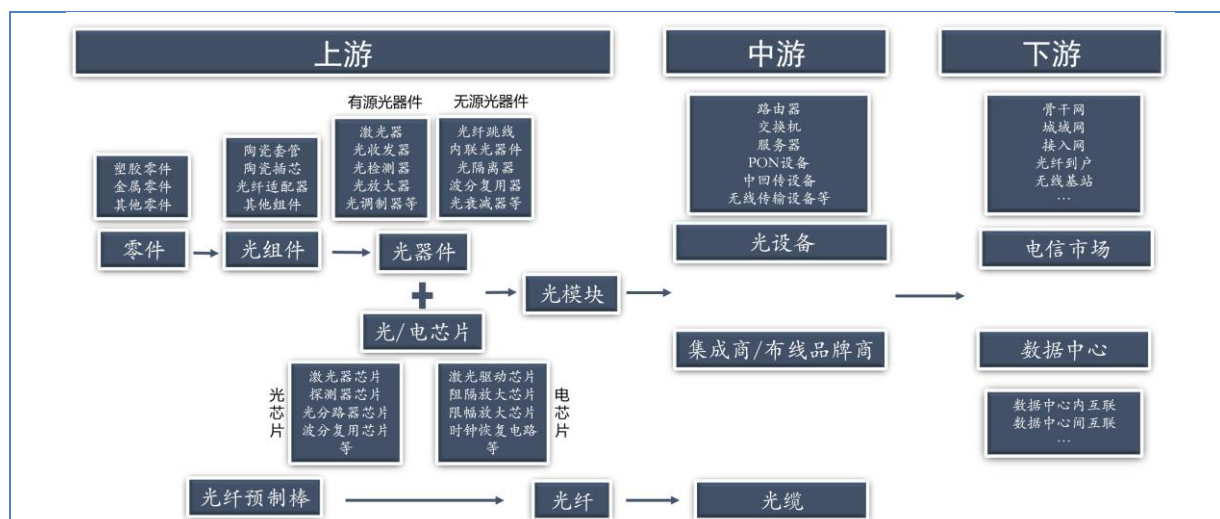 上游
中游
下游
有源光器件
无源光器件
激光器
光收发器
光检测器
光放大器
光调制器等
光纤跳线
内联光器件
光隔离器
波分复用器
光衰减器等
陶瓷套管
陶瓷插芯
光纤适配器
其他组件
塑胶零件
金属零件
其他零件
路由器
交换机
服务器
PON设备
中回传设备
无线传输设备等
骨干网
城域网
接入网
光纤到户
无线基站
…
零件
光组件
光器件
光设备
电信市场
光模块
光/电芯片
集成商/布线品牌商
数据中心
光芯片
激光器芯片
探测器芯片
光分路器芯片
波分复用芯片
等
激光驱动芯片
阻隔放大芯片
限幅放大芯片
时钟恢复电路
等
电芯片
数据中心内互联
数据中心间互联
…
光纤预制棒
光纤
光缆